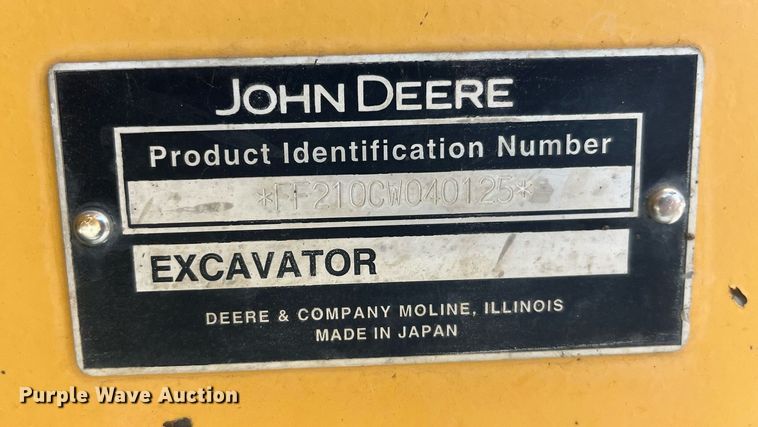 JOHN DEERE
Product Identification Number
*FF210CW040125*
EXCAVATOR
DEERE & COMPANY MOLINE, ILLINOIS
MADE IN JAPAN
Purple Wave Auction